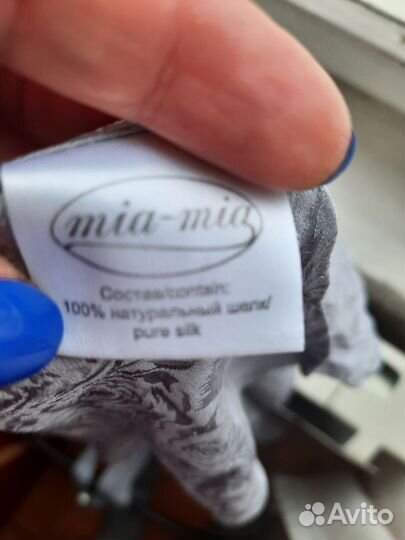 mia-mia
Состав/contain:
100% натуральный шелк/
pure silk
Avito